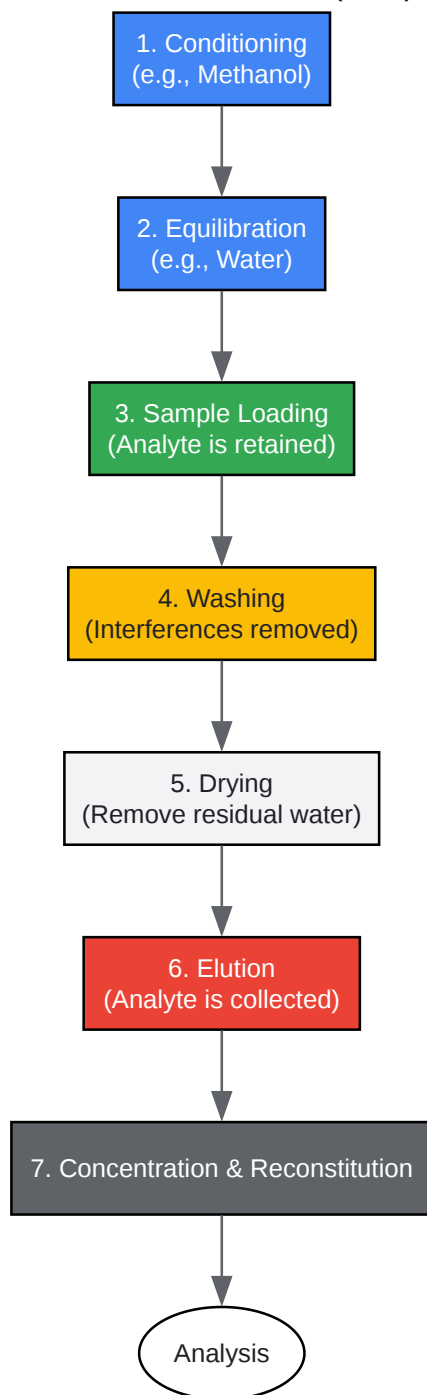 1. Conditioning
(e.g., Methanol)
2. Equilibration
(e.g., Water)
3. Sample Loading
(Analyte is retained)
4. Washing
(Interferences removed)
5. Drying
(Remove residual water)
6. Elution
(Analyte is collected)
7. Concentration & Reconstitution
Analysis